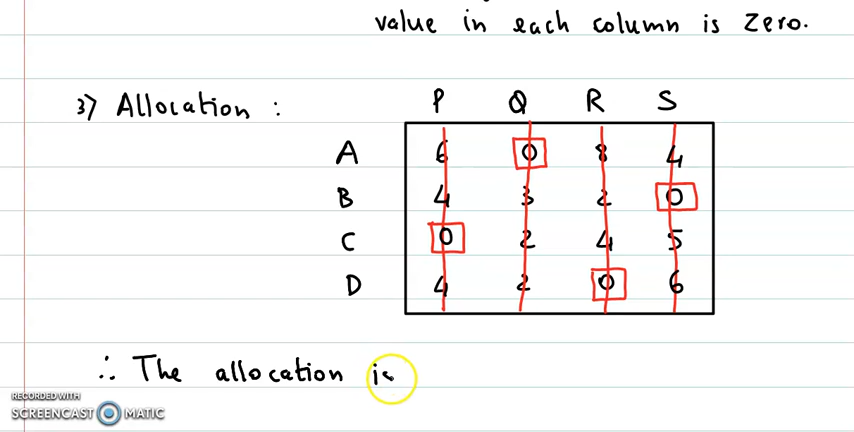 value in each column is Zero.
3) Allocation :
P Q R S
A 6 0 8 4
B 4 3 2 0
C 0 2 4 5
D 4 2 0 6
∴ The allocation is
RECORDED WITH
SCREENCAST MATIC